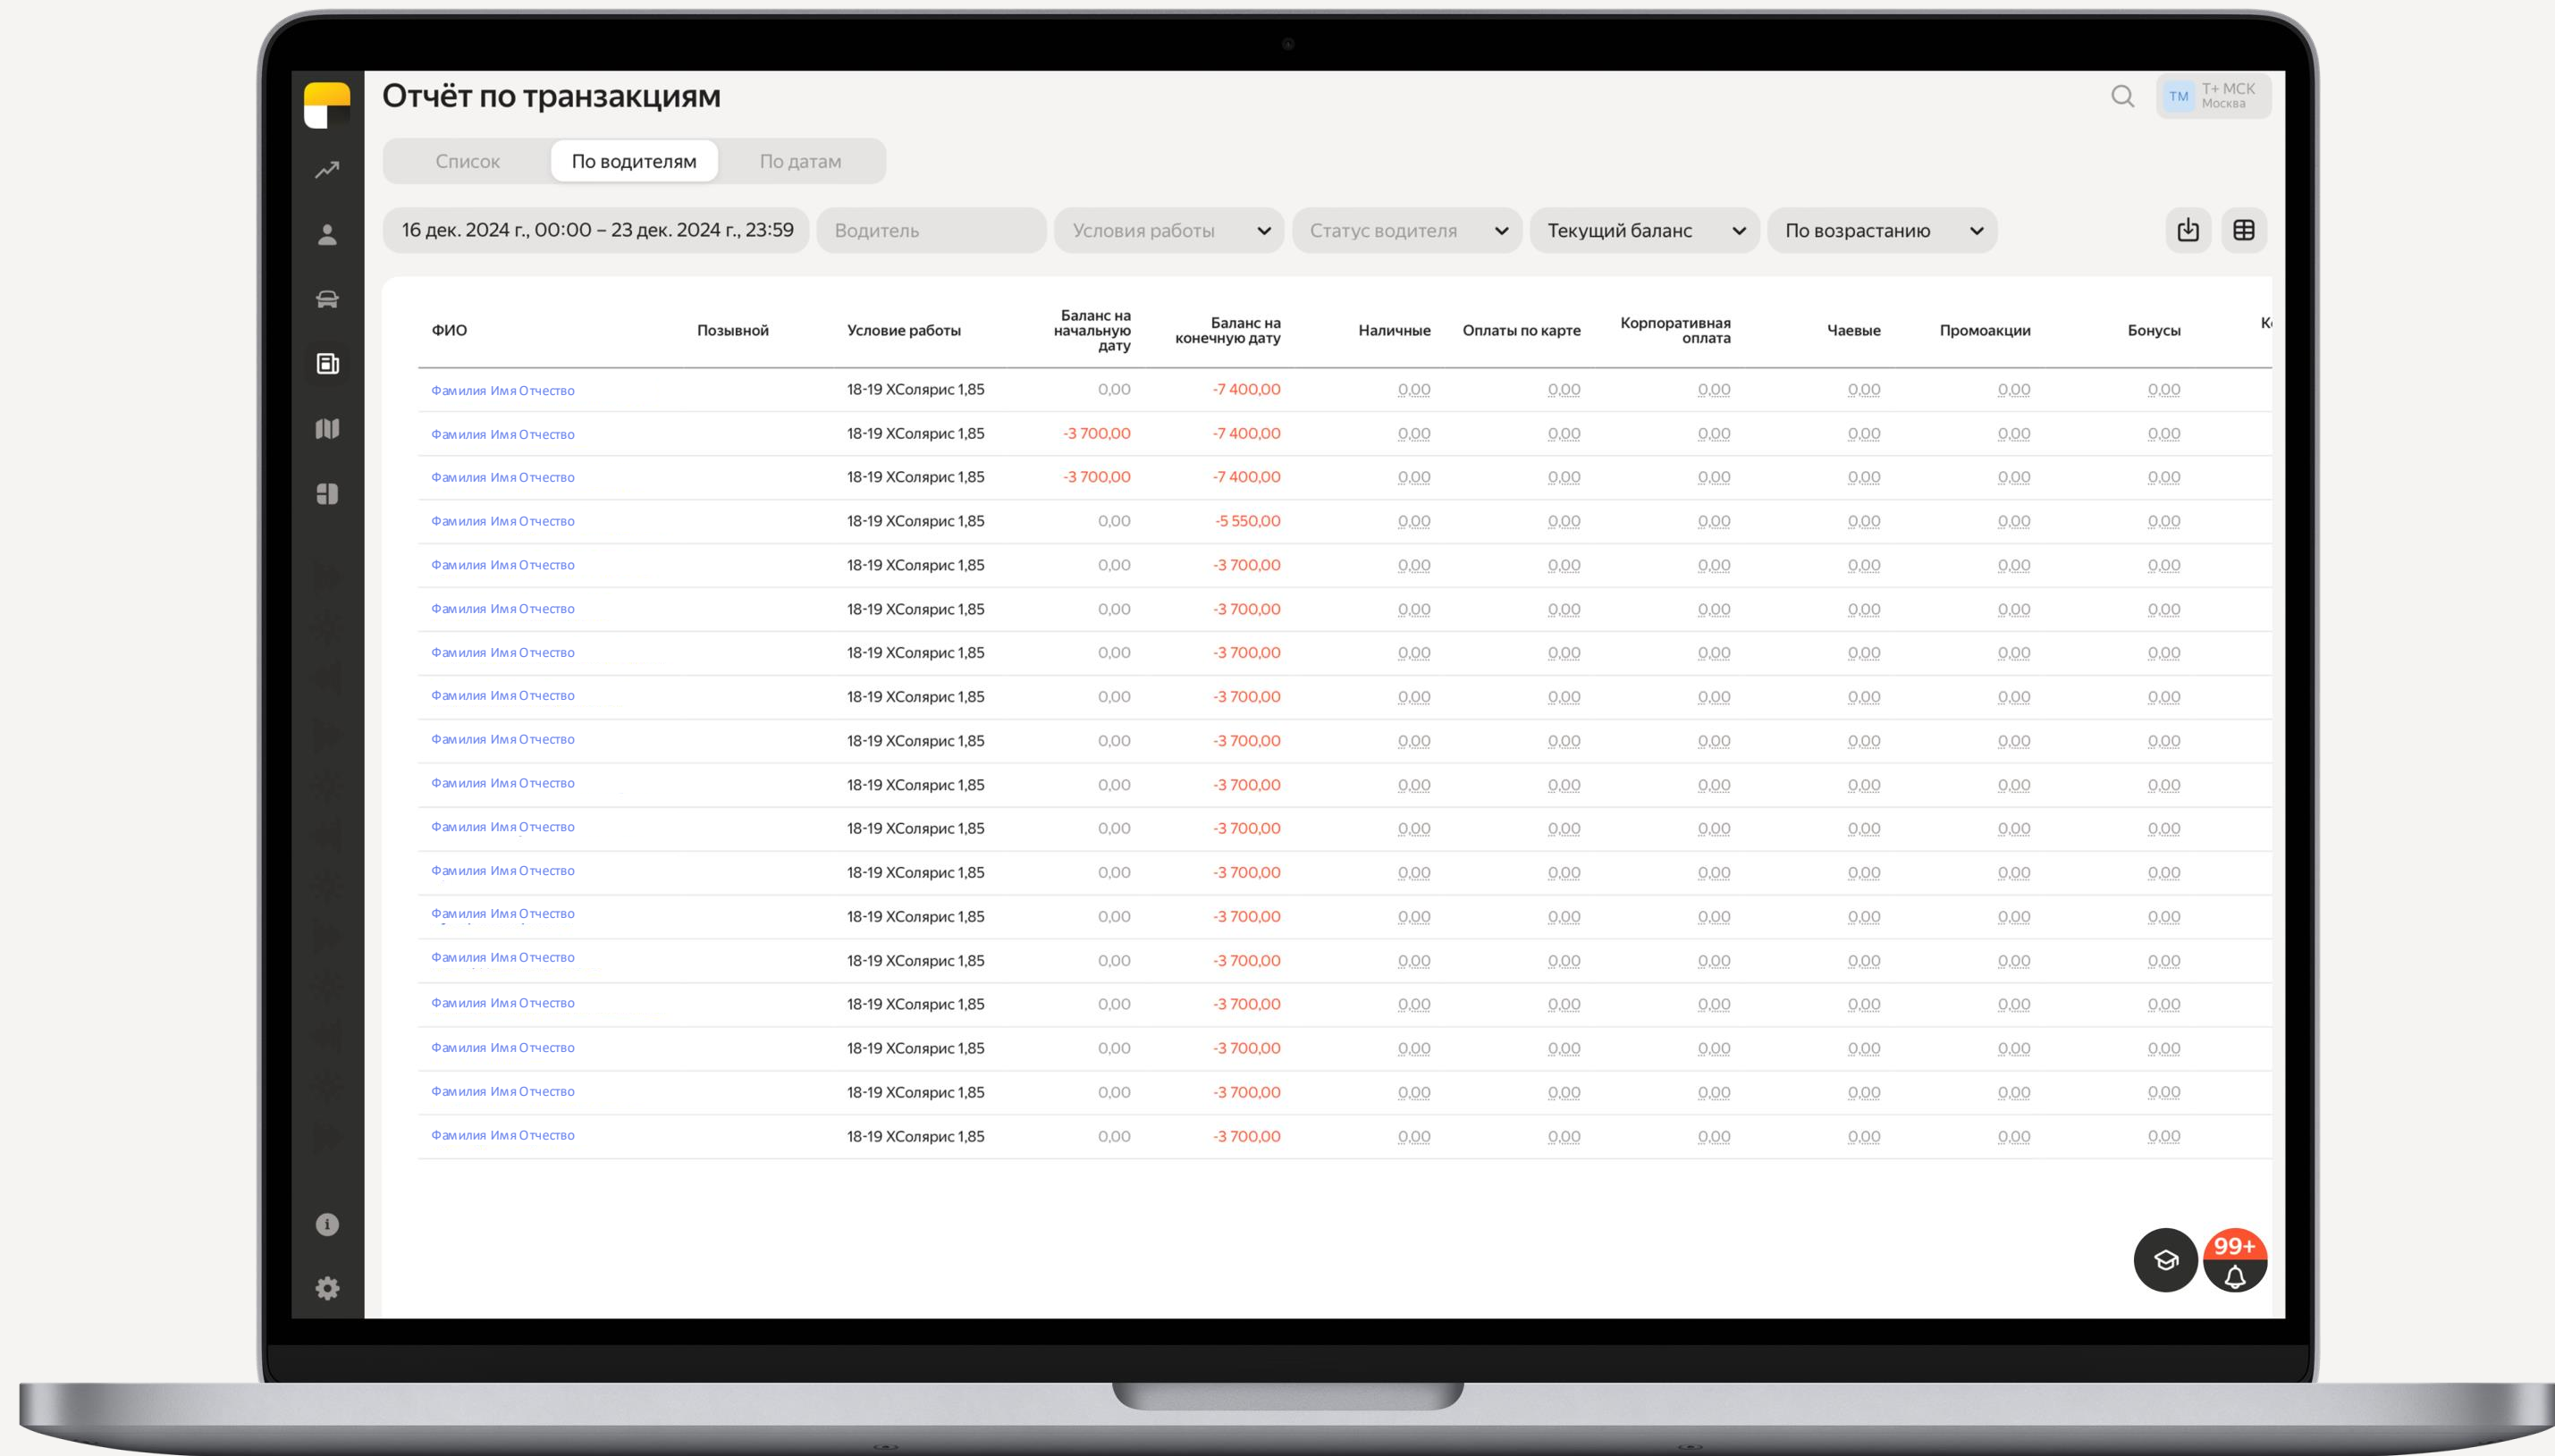 Отчёт по транзакциям
ТМ
Т+ МСК
Москва
Список
По водителям
По датам
16 дек. 2024 г., 00:00 – 23 дек. 2024 г., 23:59
Водитель
Условия работы
Статус водителя
Текущий баланс
По возрастанию
ФИО
Позывной
Условие работы
Баланс на
начальную
дату
Баланс на
конечную дату
Наличные
Оплаты по карте
Корпоративная
оплата
Чаевые
Промоакции
Бонусы
Фамилия Имя Отчество 18-19 ХСолярис 1,85 0,00 -7 400,00 0,00 0,00 0,00 0,00 0,00 0,00
Фамилия Имя Отчество 18-19 ХСолярис 1,85 -3 700,00 -7 400,00 0,00 0,00 0,00 0,00 0,00 0,00
Фамилия Имя Отчество 18-19 ХСолярис 1,85 -3 700,00 -7 400,00 0,00 0,00 0,00 0,00 0,00 0,00
Фамилия Имя Отчество 18-19 ХСолярис 1,85 0,00 -5 550,00 0,00 0,00 0,00 0,00 0,00 0,00
Фамилия Имя Отчество 18-19 ХСолярис 1,85 0,00 -3 700,00 0,00 0,00 0,00 0,00 0,00 0,00
Фамилия Имя Отчество 18-19 ХСолярис 1,85 0,00 -3 700,00 0,00 0,00 0,00 0,00 0,00 0,00
Фамилия Имя Отчество 18-19 ХСолярис 1,85 0,00 -3 700,00 0,00 0,00 0,00 0,00 0,00 0,00
Фамилия Имя Отчество 18-19 ХСолярис 1,85 0,00 -3 700,00 0,00 0,00 0,00 0,00 0,00 0,00
Фамилия Имя Отчество 18-19 ХСолярис 1,85 0,00 -3 700,00 0,00 0,00 0,00 0,00 0,00 0,00
Фамилия Имя Отчество 18-19 ХСолярис 1,85 0,00 -3 700,00 0,00 0,00 0,00 0,00 0,00 0,00
Фамилия Имя Отчество 18-19 ХСолярис 1,85 0,00 -3 700,00 0,00 0,00 0,00 0,00 0,00 0,00
Фамилия Имя Отчество 18-19 ХСолярис 1,85 0,00 -3 700,00 0,00 0,00 0,00 0,00 0,00 0,00
Фамилия Имя Отчество 18-19 ХСолярис 1,85 0,00 -3 700,00 0,00 0,00 0,00 0,00 0,00 0,00
Фамилия Имя Отчество 18-19 ХСолярис 1,85 0,00 -3 700,00 0,00 0,00 0,00 0,00 0,00 0,00
Фамилия Имя Отчество 18-19 ХСолярис 1,85 0,00 -3 700,00 0,00 0,00 0,00 0,00 0,00 0,00
Фамилия Имя Отчество 18-19 ХСолярис 1,85 0,00 -3 700,00 0,00 0,00 0,00 0,00 0,00 0,00
Фамилия Имя Отчество 18-19 ХСолярис 1,85 0,00 -3 700,00 0,00 0,00 0,00 0,00 0,00 0,00
Фамилия Имя Отчество 18-19 ХСолярис 1,85 0,00 -3 700,00 0,00 0,00 0,00 0,00 0,00 0,00
99+